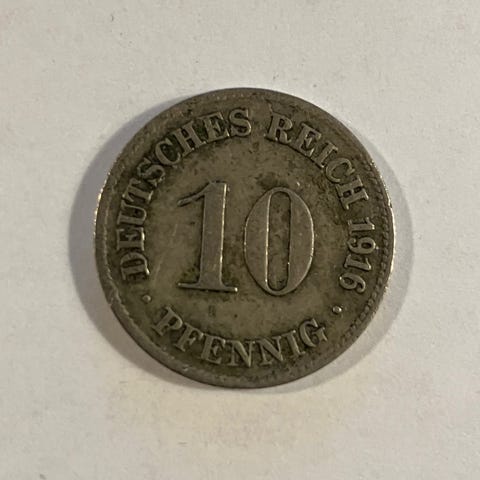 DEUTSCHES REICH 1916
10
• PFENNIG •